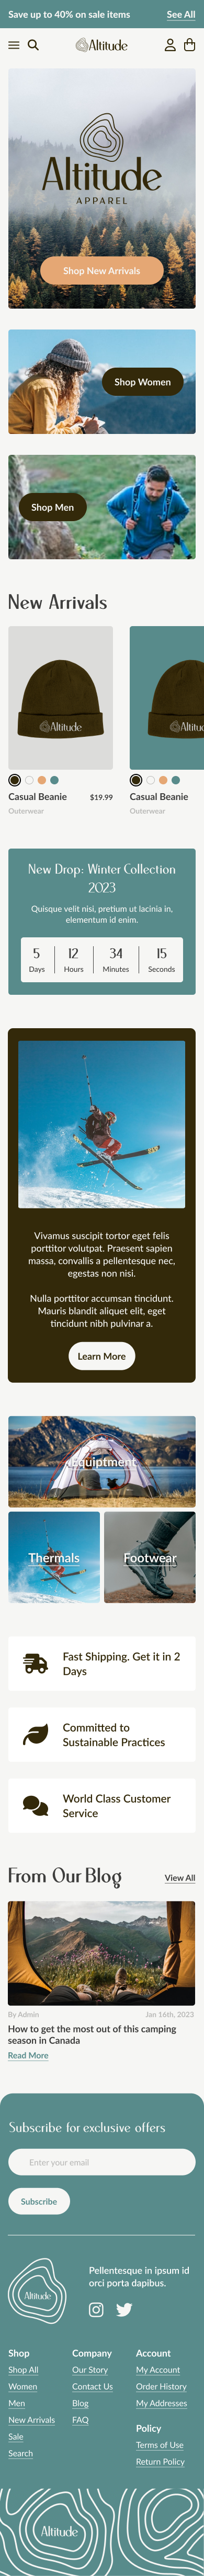 Save up to 40% on sale items See All
Altitude
Altitude
APPAREL
Shop New Arrivals
Shop Women
Shop Men
New Arrivals
Altitude
Altitude
Casual Beanie $19.99
Outerwear
Casual Beanie
Outerwear
New Drop: Winter Collection
2023
Quisque velit nisi, pretium ut lacinia in,
elementum id enim.
5 12 34 15
Days Hours Minutes Seconds
Vivamus suscipit tortor eget felis
porttitor volutpat. Praesent sapien
massa, convallis a pellentesque nec,
egestas non nisi.
Nulla porttitor accumsan tincidunt.
Mauris blandit aliquet elit, eget
tincidunt nibh pulvinar a.
Learn More
Equiptment
Thermals
Footwear
Fast Shipping. Get it in 2
Days
Committed to
Sustainable Practices
World Class Customer
Service
From Our Blog View All
By Admin Jan 16th, 2023
How to get the most out of this camping
season in Canada
Read More
Subscribe for exclusive offers
Enter your email
Subscribe
Altitude
Pellentesque in ipsum id
orci porta dapibus.
Shop
Shop All
Women
Men
New Arrivals
Sale
Search
Company
Our Story
Contact Us
Blog
FAQ
Account
My Account
Order History
My Addresses
Policy
Terms of Use
Return Policy
Altitude